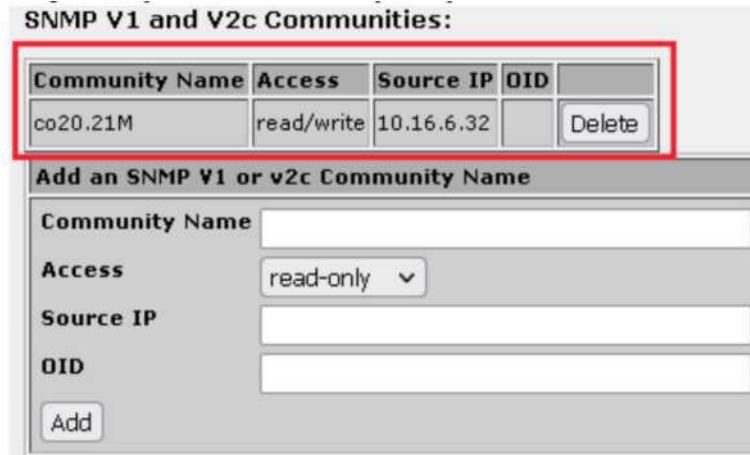 SNMP V1 and V2c Communities:
Community Name Access Source IP OID
co20.21M read/write 10.16.6.32 Delete
Add an SNMP V1 or v2c Community Name
Community Name
Access read-only
Source IP
OID
Add